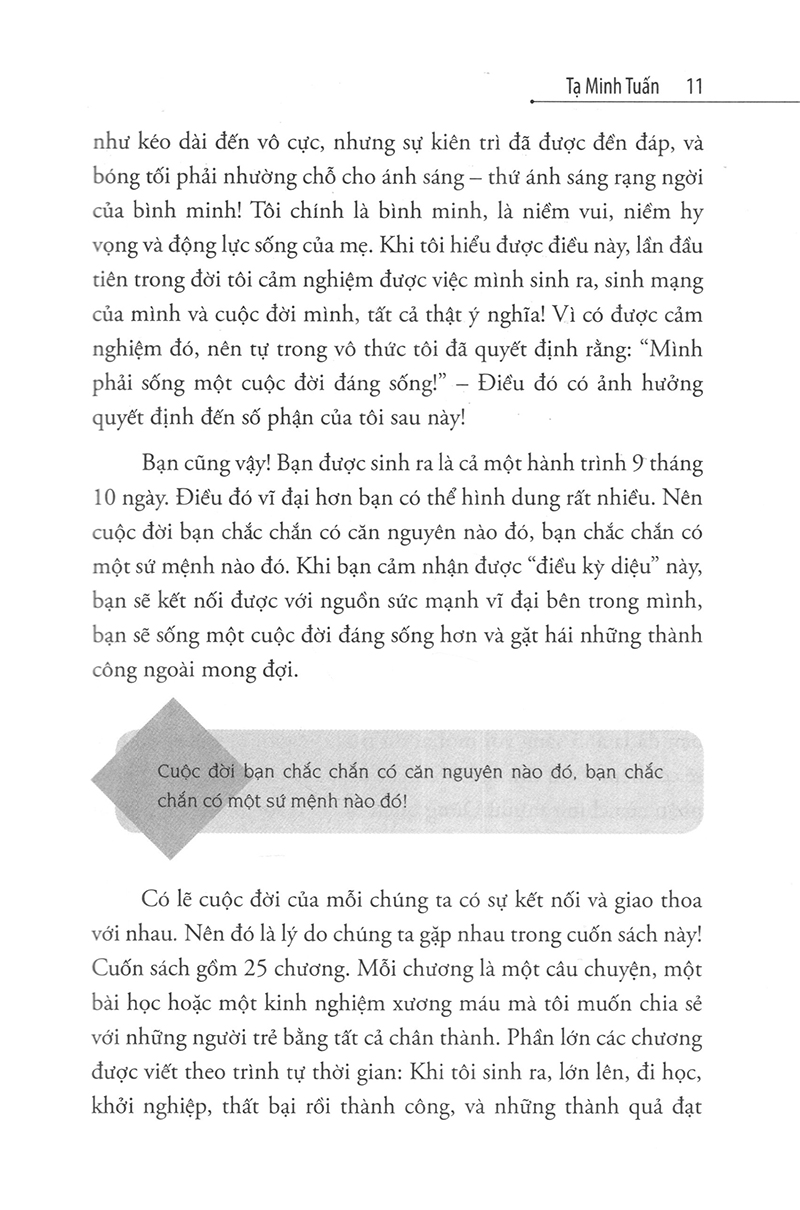 Tạ Minh Tuấn 11
như kéo dài đến vô cực, nhưng sự kiên trì đã được đền đáp, và
bóng tối phải nhường chỗ cho ánh sáng – thứ ánh sáng rạng ngời
của bình minh! Tôi chính là bình minh, là niềm vui, niềm hy
vọng và động lực sống của mẹ. Khi tôi hiểu được điều này, lần đầu
tiên trong đời tôi cảm nghiệm được việc mình sinh ra, sinh mạng
của mình và cuộc đời mình, tất cả thật ý nghĩa! Vì có được cảm
nghiệm đó, nên tự trong vô thức tôi đã quyết định rằng: “Mình
phải sống một cuộc đời đáng sống!” – Điều đó có ảnh hưởng
quyết định đến số phận của tôi sau này!
Bạn cũng vậy! Bạn được sinh ra là cả một hành trình 9 tháng
10 ngày. Điều đó vĩ đại hơn bạn có thể hình dung rất nhiều. Nên
cuộc đời bạn chắc chắn có căn nguyên nào đó, bạn chắc chắn có
một sứ mệnh nào đó. Khi bạn cảm nhận được “điều kỳ diệu” này,
bạn sẽ kết nối được với nguồn sức mạnh vĩ đại bên trong mình,
bạn sẽ sống một cuộc đời đáng sống hơn và gặt hái những thành
công ngoài mong đợi.
Cuộc đời bạn chắc chắn có căn nguyên nào đó, bạn chắc
chắn có một sứ mệnh nào đó!
Có lẽ cuộc đời của mỗi chúng ta có sự kết nối và giao thoa
với nhau. Nên đó là lý do chúng ta gặp nhau trong cuốn sách này!
Cuốn sách gồm 25 chương. Mỗi chương là một câu chuyện, một
bài học hoặc một kinh nghiệm xương máu mà tôi muốn chia sẻ
với những người trẻ bằng tất cả chân thành. Phần lớn các chương
được viết theo trình tự thời gian: Khi tôi sinh ra, lớn lên, đi học,
khởi nghiệp, thất bại rồi thành công, và những thành quả đạt